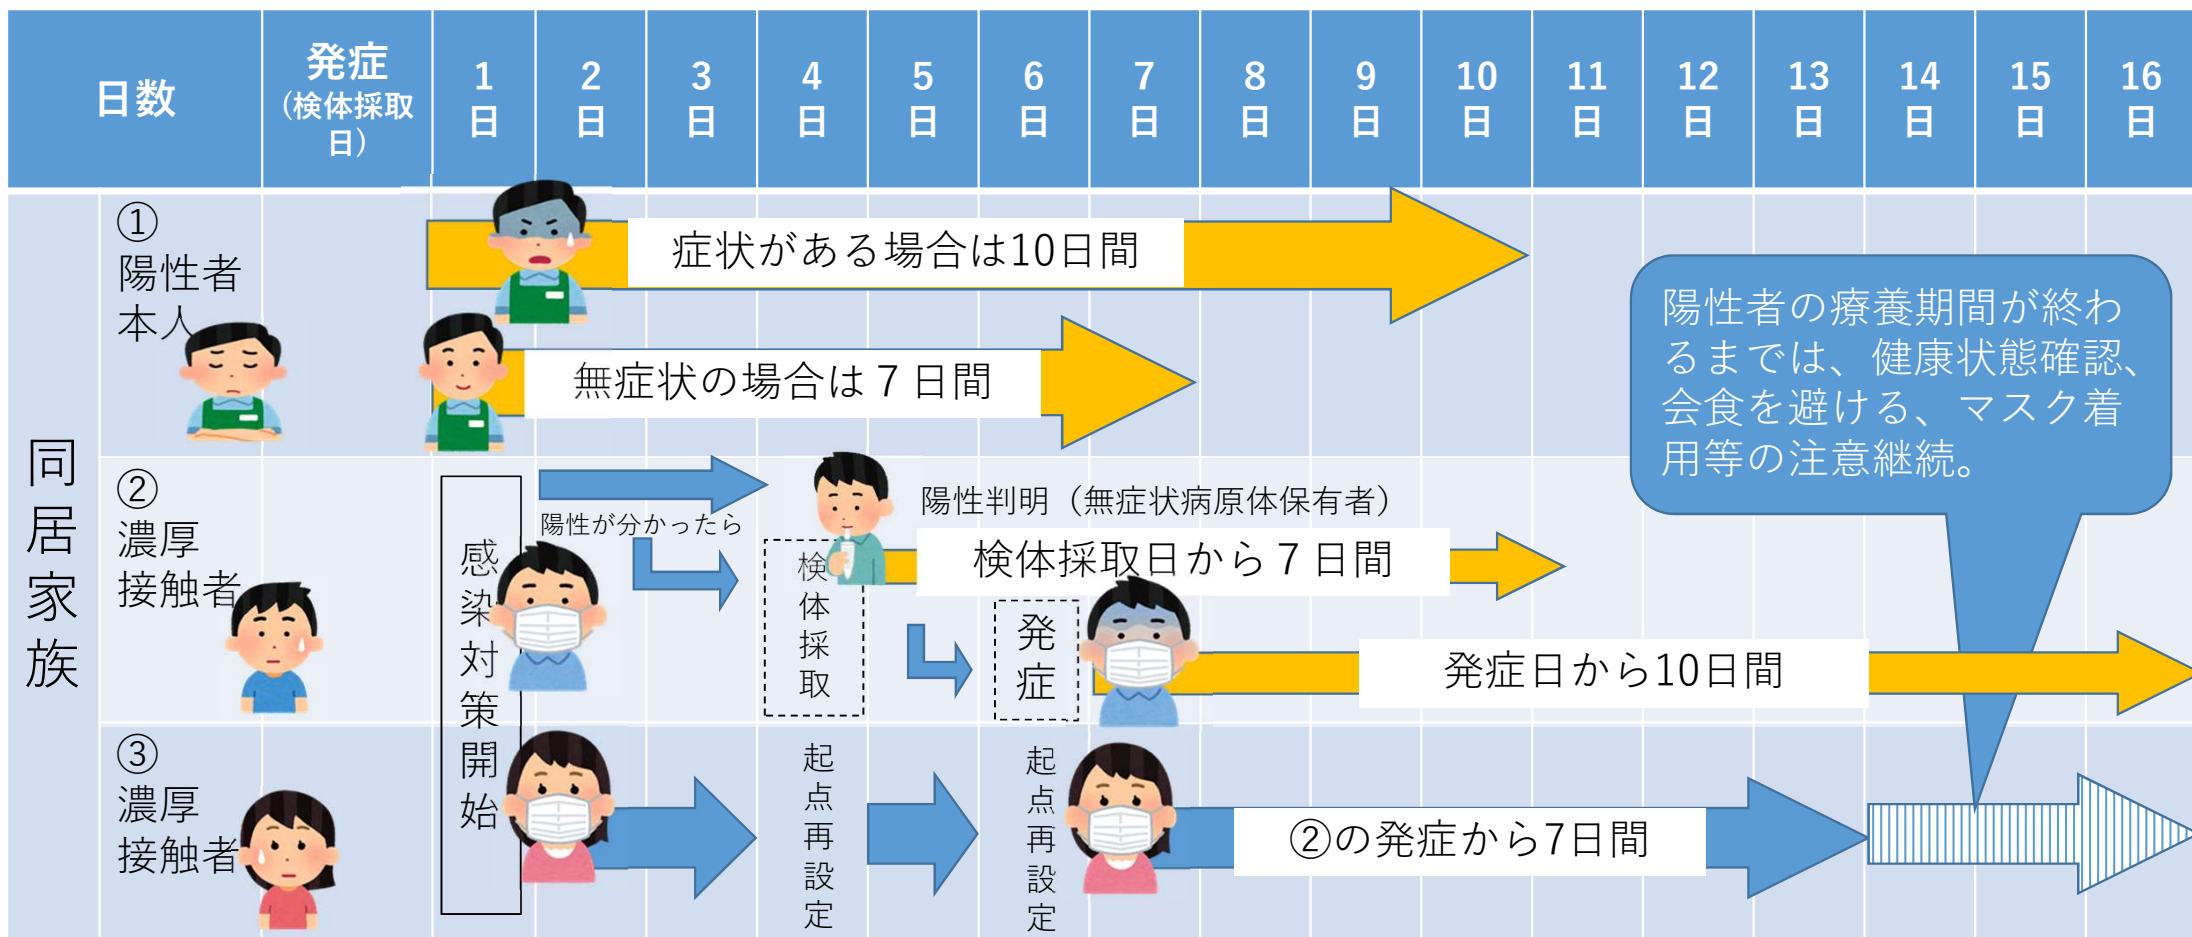 日数
発症
(検体採取
日)
1
日
2
日
3
日
4
日
5
日
6
日
7
日
8
日
9
日
10
日
11
日
12
日
13
日
14
日
15
日
16
日
同居家族
①
陽性者
本人
症状がある場合は10日間
無症状の場合は７日間
陽性者の療養期間が終わ
るまでは、健康状態確認、
会食を避ける、マスク着
用等の注意継続。
②
濃厚
接触者
感染対策開始
陽性が分かったら
検体採取
陽性判明（無症状病原体保有者）
検体採取日から７日間
発症
発症日から10日間
③
濃厚
接触者
起点再設定
起点再設定
②の発症から7日間